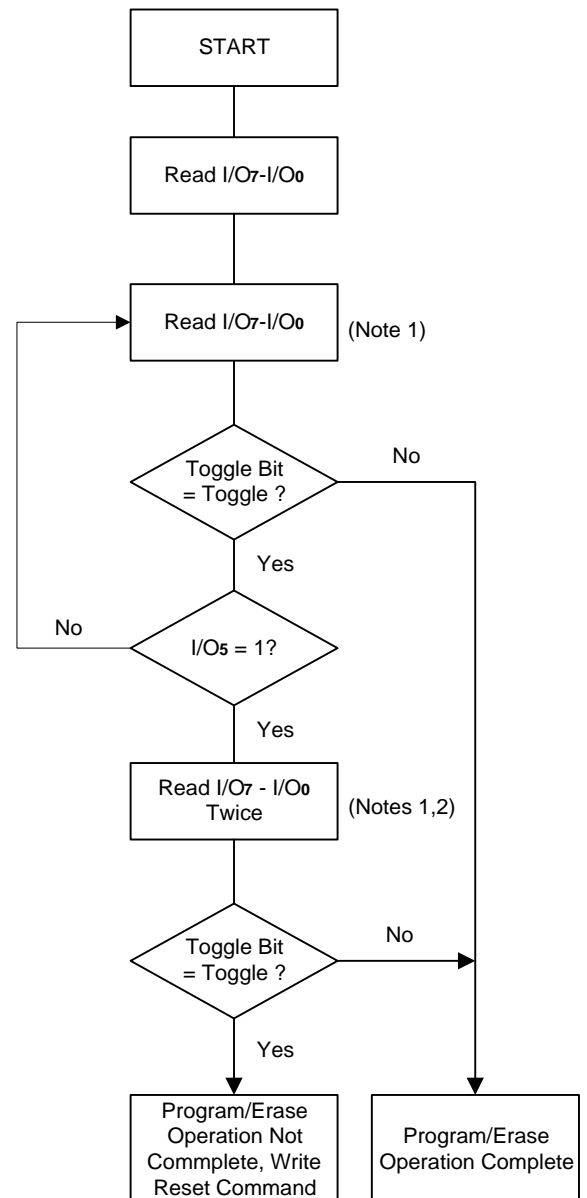 START
Read I/O7-I/O0
Read I/O7-I/O0
(Note 1)
Toggle Bit
= Toggle ?
No
Yes
No
I/O5 = 1?
Yes
Read I/O7 - I/O0
Twice
(Notes 1,2)
Toggle Bit
= Toggle ?
No
Yes
Program/Erase
Operation Not
Commplete, Write
Reset Command
Program/Erase
Operation Complete